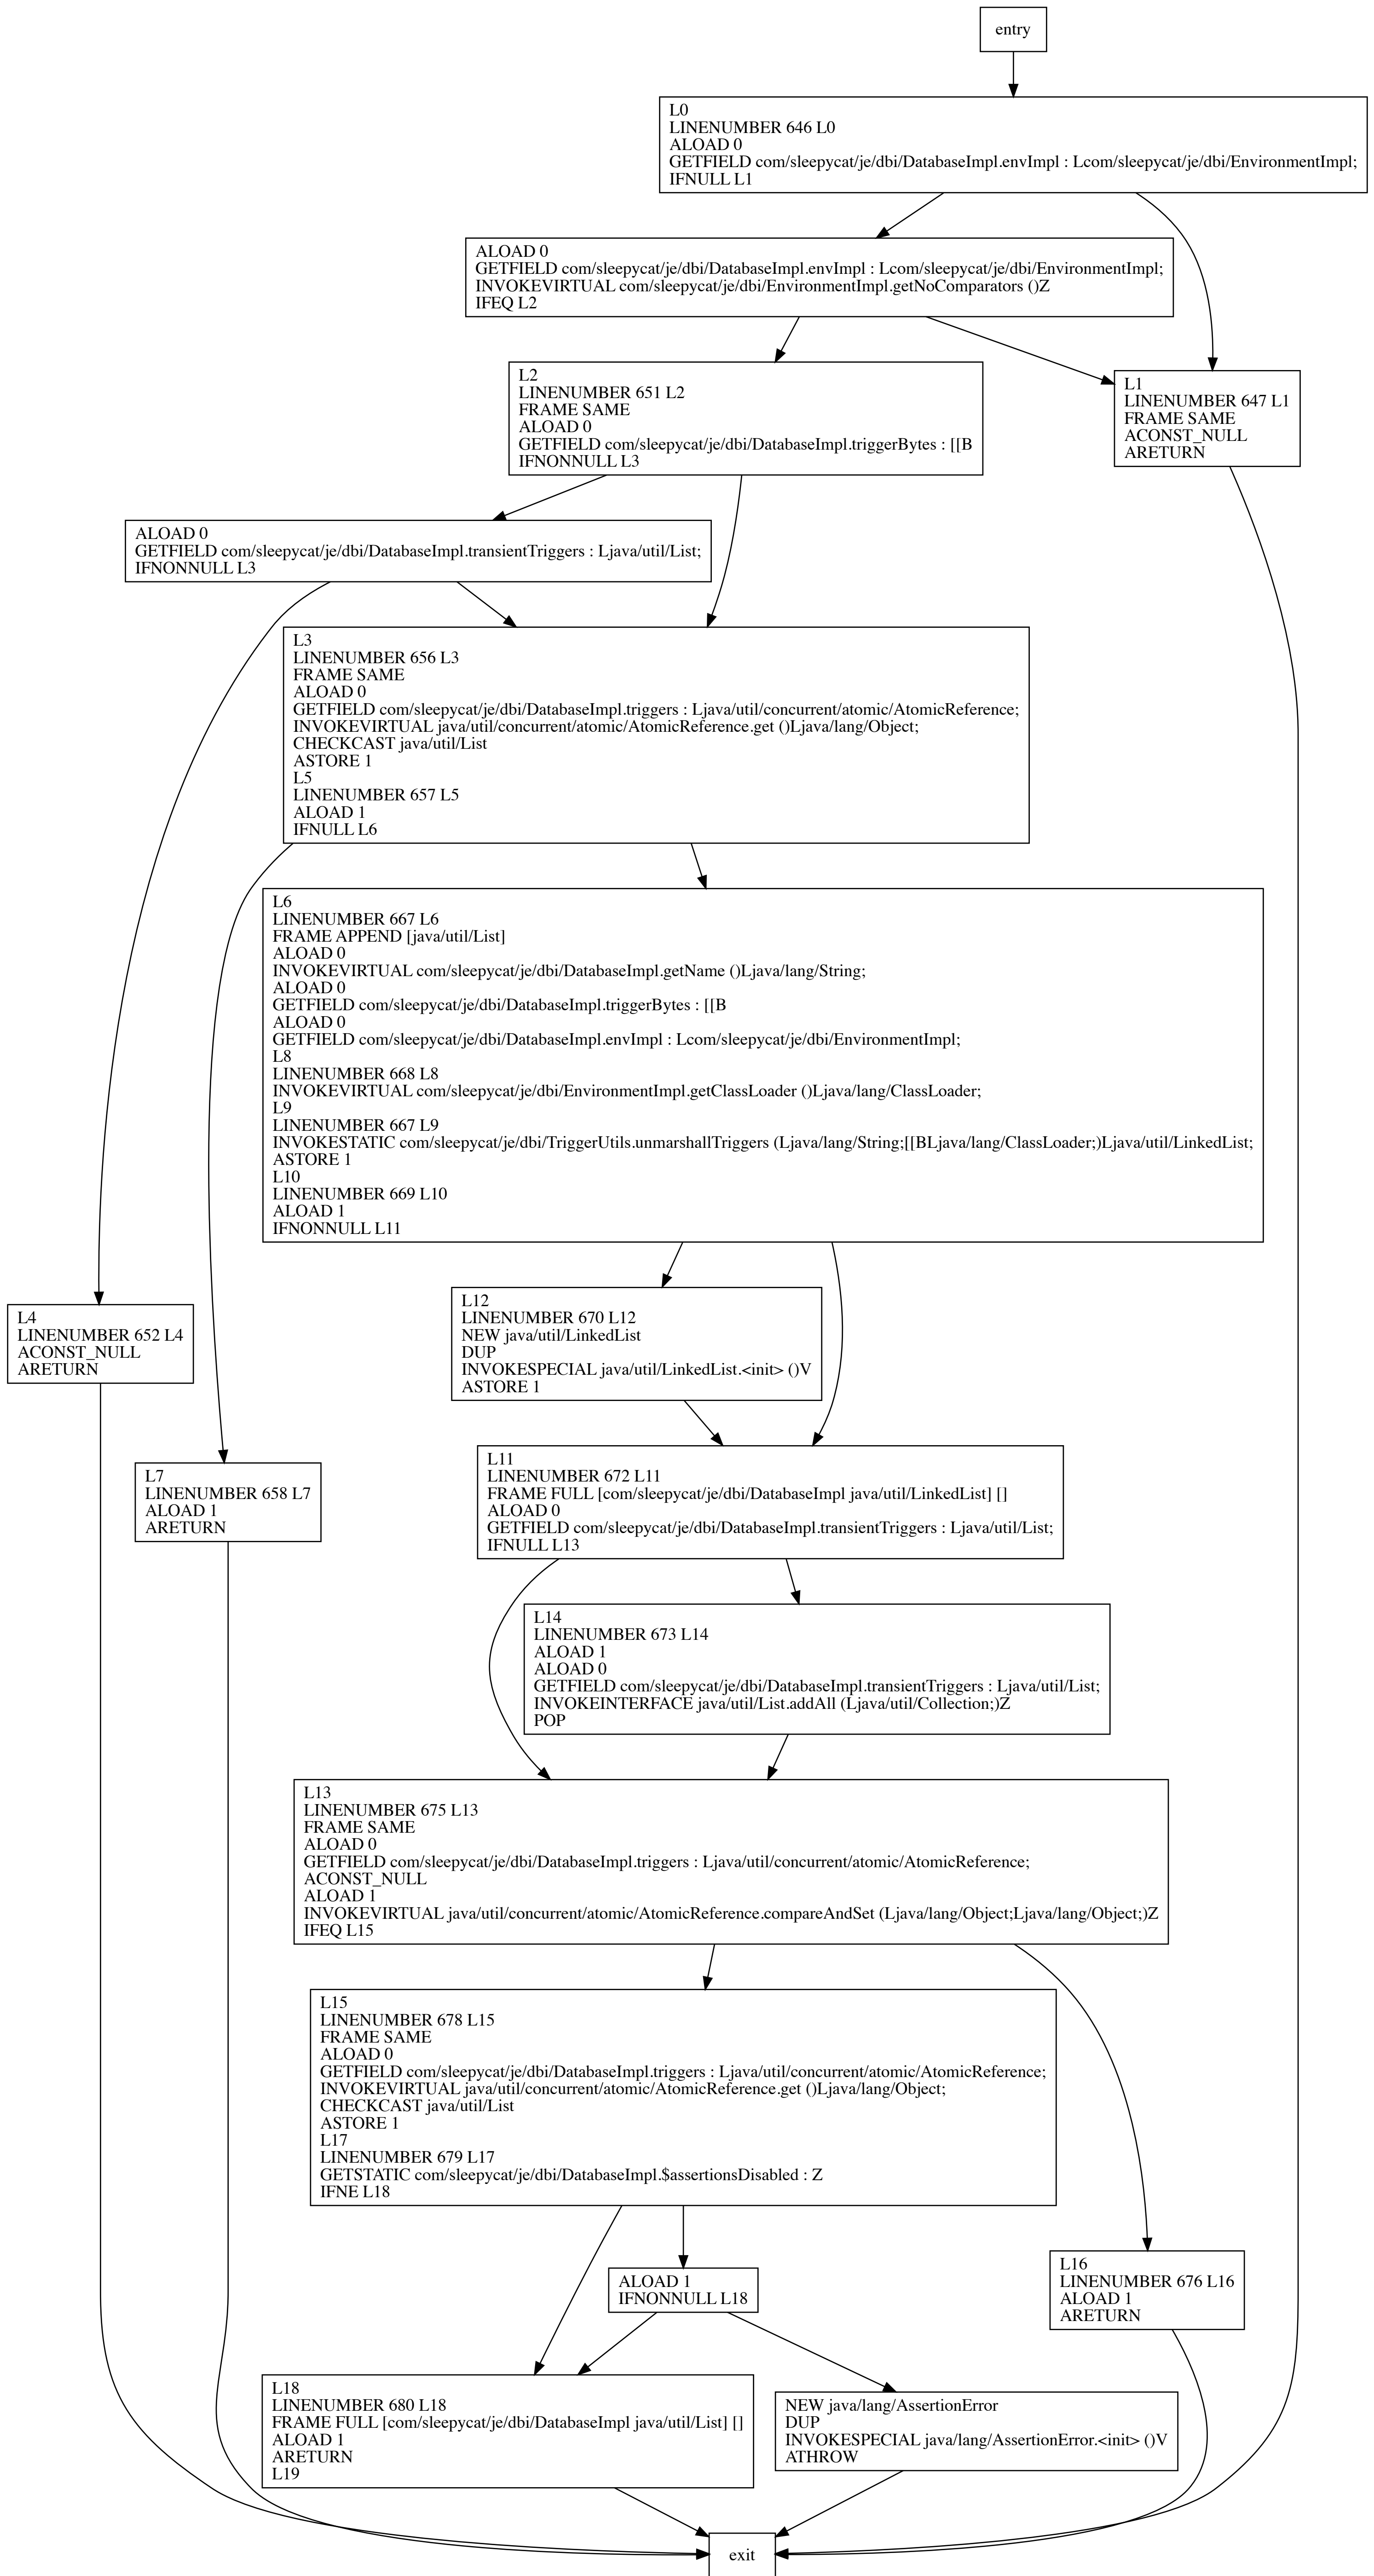 entry
L0
LINENUMBER 646 L0
ALOAD 0
GETFIELD com/sleepycat/je/dbi/DatabaseImpl.envImpl : Lcom/sleepycat/je/dbi/EnvironmentImpl;
IFNULL L1
ALOAD 0
GETFIELD com/sleepycat/je/dbi/DatabaseImpl.envImpl : Lcom/sleepycat/je/dbi/EnvironmentImpl;
INVOKEVIRTUAL com/sleepycat/je/dbi/EnvironmentImpl.getNoComparators ()Z
IFEQ L2
L2
LINENUMBER 651 L2
FRAME SAME
ALOAD 0
GETFIELD com/sleepycat/je/dbi/DatabaseImpl.triggerBytes : [[B
IFNONNULL L3
L1
LINENUMBER 647 L1
FRAME SAME
ACONST_NULL
ARETURN
ALOAD 0
GETFIELD com/sleepycat/je/dbi/DatabaseImpl.transientTriggers : Ljava/util/List;
IFNONNULL L3
L3
LINENUMBER 656 L3
FRAME SAME
ALOAD 0
GETFIELD com/sleepycat/je/dbi/DatabaseImpl.triggers : Ljava/util/concurrent/atomic/AtomicReference;
INVOKEVIRTUAL java/util/concurrent/atomic/AtomicReference.get ()Ljava/lang/Object;
CHECKCAST java/util/List
ASTORE 1
L5
LINENUMBER 657 L5
ALOAD 1
IFNULL L6
L6
LINENUMBER 667 L6
FRAME APPEND [java/util/List]
ALOAD 0
INVOKEVIRTUAL com/sleepycat/je/dbi/DatabaseImpl.getName ()Ljava/lang/String;
ALOAD 0
GETFIELD com/sleepycat/je/dbi/DatabaseImpl.triggerBytes : [[B
ALOAD 0
GETFIELD com/sleepycat/je/dbi/DatabaseImpl.envImpl : Lcom/sleepycat/je/dbi/EnvironmentImpl;
L8
LINENUMBER 668 L8
INVOKEVIRTUAL com/sleepycat/je/dbi/EnvironmentImpl.getClassLoader ()Ljava/lang/ClassLoader;
L9
LINENUMBER 667 L9
INVOKESTATIC com/sleepycat/je/dbi/TriggerUtils.unmarshallTriggers (Ljava/lang/String;[[BLjava/lang/ClassLoader;)Ljava/util/LinkedList;
ASTORE 1
L10
LINENUMBER 669 L10
ALOAD 1
IFNONNULL L11
L12
LINENUMBER 670 L12
NEW java/util/LinkedList
DUP
INVOKESPECIAL java/util/LinkedList.<init> ()V
ASTORE 1
L4
LINENUMBER 652 L4
ACONST_NULL
ARETURN
L7
LINENUMBER 658 L7
ALOAD 1
ARETURN
L11
LINENUMBER 672 L11
FRAME FULL [com/sleepycat/je/dbi/DatabaseImpl java/util/LinkedList] []
ALOAD 0
GETFIELD com/sleepycat/je/dbi/DatabaseImpl.transientTriggers : Ljava/util/List;
IFNULL L13
L14
LINENUMBER 673 L14
ALOAD 1
ALOAD 0
GETFIELD com/sleepycat/je/dbi/DatabaseImpl.transientTriggers : Ljava/util/List;
INVOKEINTERFACE java/util/List.addAll (Ljava/util/Collection;)Z
POP
L13
LINENUMBER 675 L13
FRAME SAME
ALOAD 0
GETFIELD com/sleepycat/je/dbi/DatabaseImpl.triggers : Ljava/util/concurrent/atomic/AtomicReference;
ACONST_NULL
ALOAD 1
INVOKEVIRTUAL java/util/concurrent/atomic/AtomicReference.compareAndSet (Ljava/lang/Object;Ljava/lang/Object;)Z
IFEQ L15
L15
LINENUMBER 678 L15
FRAME SAME
ALOAD 0
GETFIELD com/sleepycat/je/dbi/DatabaseImpl.triggers : Ljava/util/concurrent/atomic/AtomicReference;
INVOKEVIRTUAL java/util/concurrent/atomic/AtomicReference.get ()Ljava/lang/Object;
CHECKCAST java/util/List
ASTORE 1
L17
LINENUMBER 679 L17
GETSTATIC com/sleepycat/je/dbi/DatabaseImpl.$assertionsDisabled : Z
IFNE L18
ALOAD 1
IFNONNULL L18
L16
LINENUMBER 676 L16
ALOAD 1
ARETURN
L18
LINENUMBER 680 L18
FRAME FULL [com/sleepycat/je/dbi/DatabaseImpl java/util/List] []
ALOAD 1
ARETURN
L19
NEW java/lang/AssertionError
DUP
INVOKESPECIAL java/lang/AssertionError.<init> ()V
ATHROW
exit